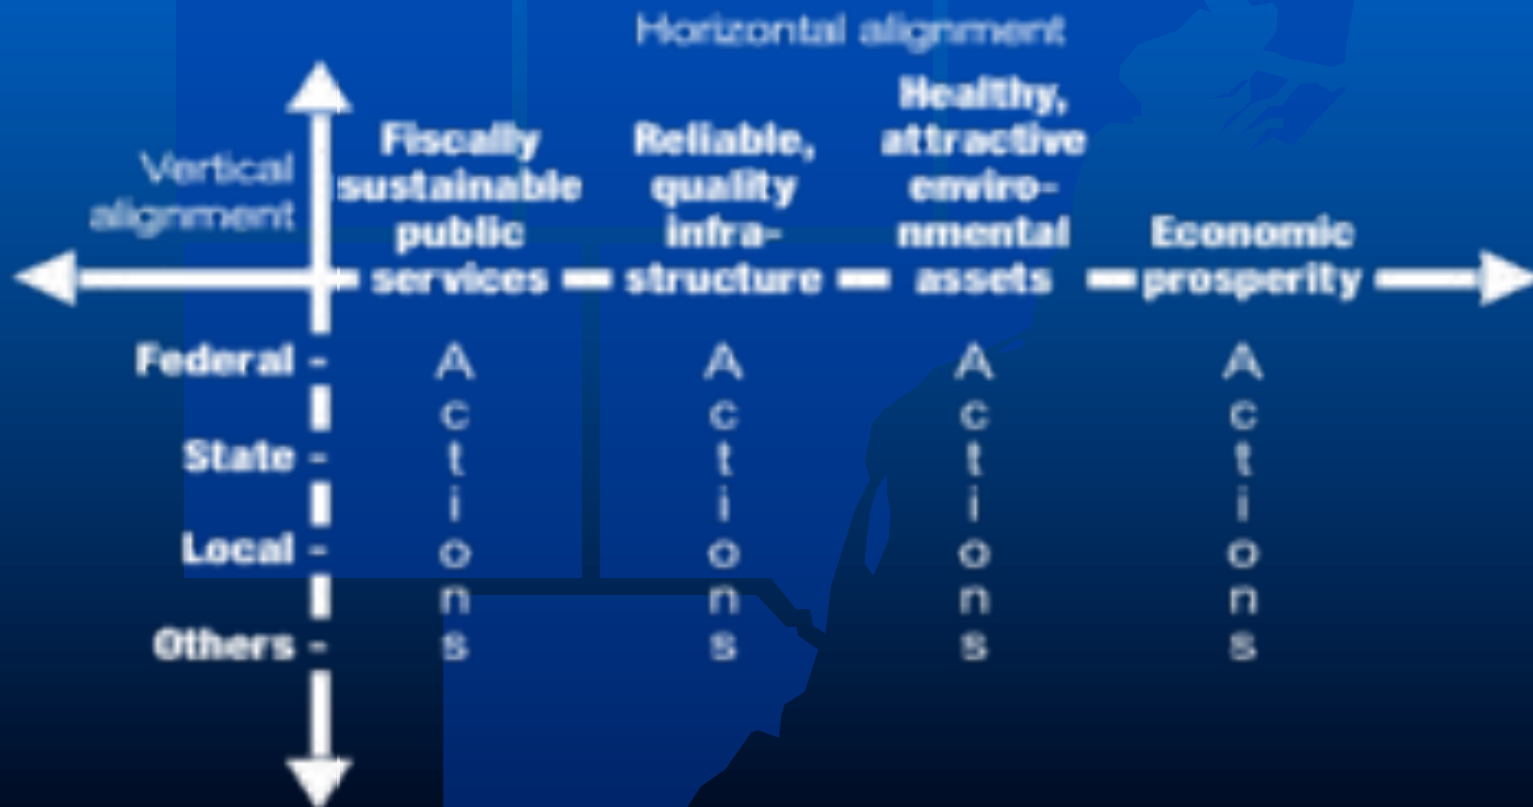 Horizontal alignment
Vertical
alignment
Fiscally
sustainable
public
services
Reliable,
quality
infra-
structure
Healthy,
attractive
enviro-
nmental
assets
Economic
prosperity
Federal -
State -
Local -
Others -
A
c
t
i
o
n
s
A
c
t
i
o
n
s
A
c
t
i
o
n
s
A
c
t
i
o
n
s